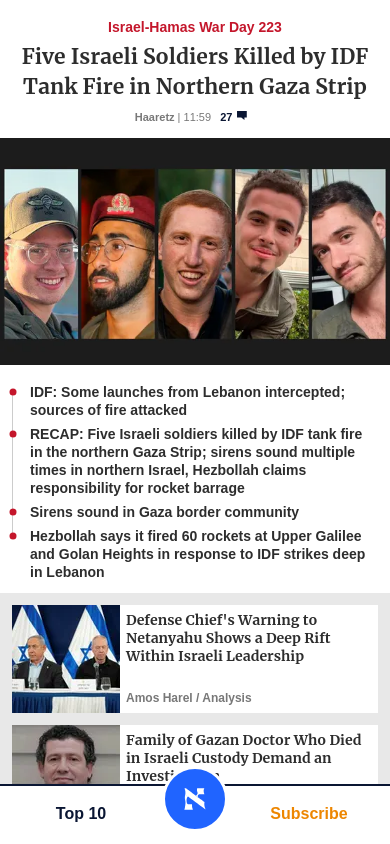 Israel-Hamas War Day 223
Five Israeli Soldiers Killed by IDF
Tank Fire in Northern Gaza Strip
Haaretz | 11:59 27
IDF: Some launches from Lebanon intercepted;
sources of fire attacked
RECAP: Five Israeli soldiers killed by IDF tank fire
in the northern Gaza Strip; sirens sound multiple
times in northern Israel, Hezbollah claims
responsibility for rocket barrage
Sirens sound in Gaza border community
Hezbollah says it fired 60 rockets at Upper Galilee
and Golan Heights in response to IDF strikes deep
in Lebanon
Defense Chief's Warning to
Netanyahu Shows a Deep Rift
Within Israeli Leadership
Amos Harel / Analysis
Family of Gazan Doctor Who Died
in Israeli Custody Demand an
Top 10
Subscribe